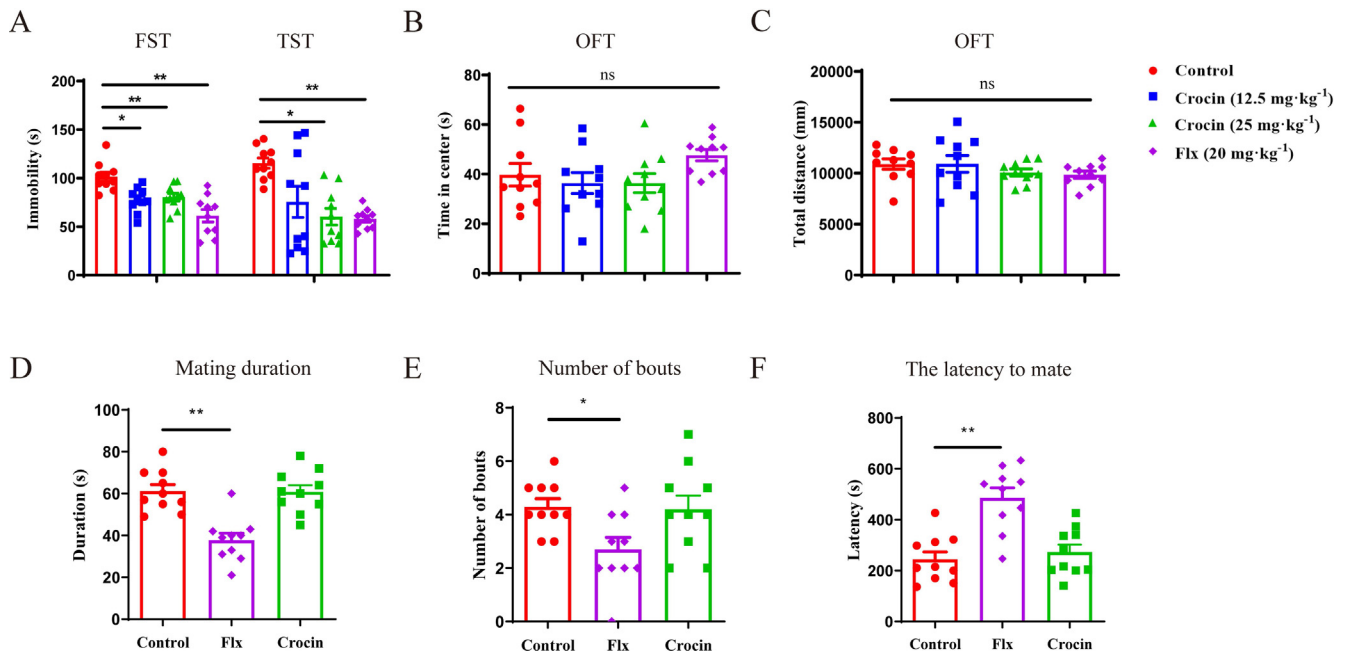 A
FST
TST
Immobility (s)
200
150
100
50
0
**
**
*
**
*
B
OFT
Time in center (s)
80
60
40
20
0
ns
C
OFT
Total distance (mm)
20000
15000
10000
5000
0
ns
Control
Crocin (12.5 mg·kg⁻¹)
Crocin (25 mg·kg⁻¹)
Flx (20 mg·kg⁻¹)
D
Mating duration
Duration (s)
100
80
60
40
20
0
**
Control Flx Crocin
E
Number of bouts
Number of bouts
8
6
4
2
0
*
Control Flx Crocin
F
The latency to mate
Latency (s)
800
600
400
200
0
**
Control Flx Crocin